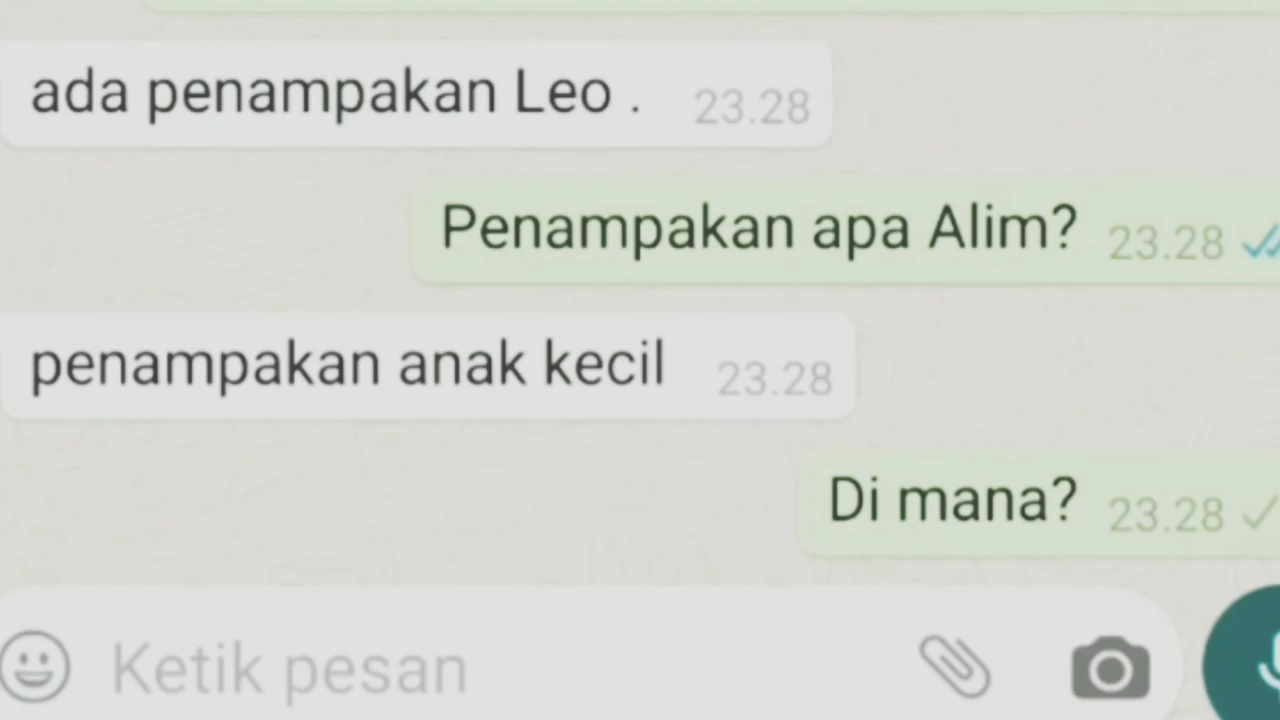 ada penampakan Leo . 23.28
Penampakan apa Alim? 23.28
penampakan anak kecil 23.28
Di mana? 23.28
Ketik pesan